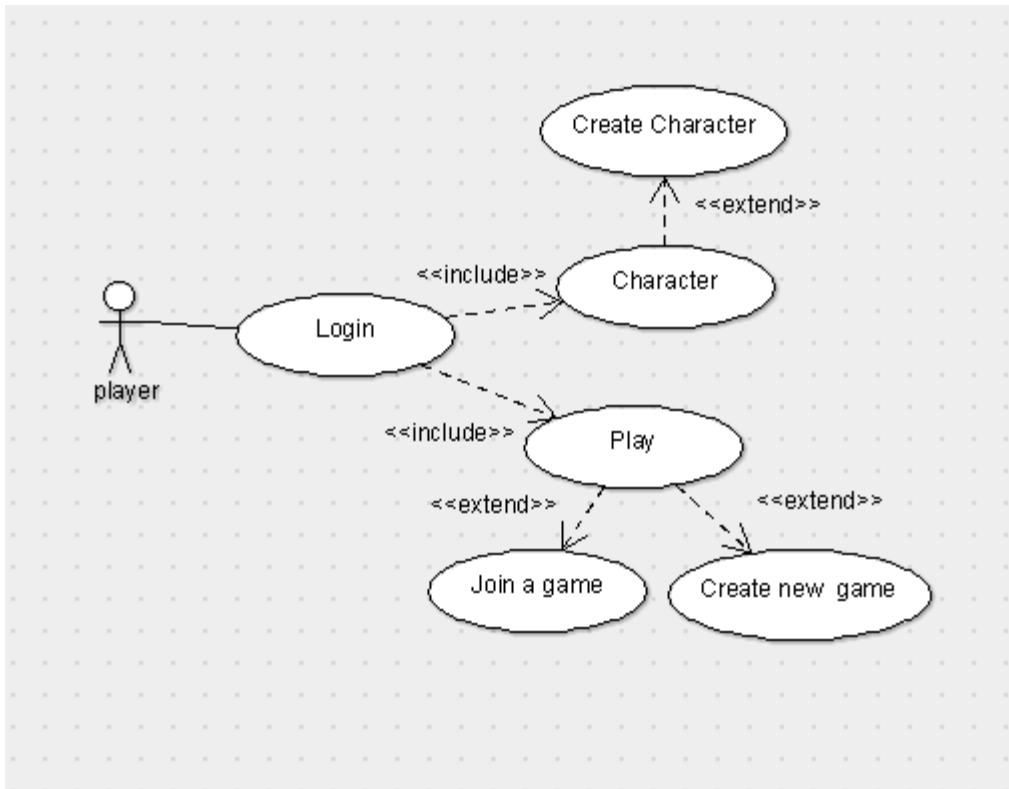 Create Character
<<extend>>
<<include>>
Character
Login
player
<<include>>
Play
<<extend>>
<<extend>>
Join a game
Create new  game